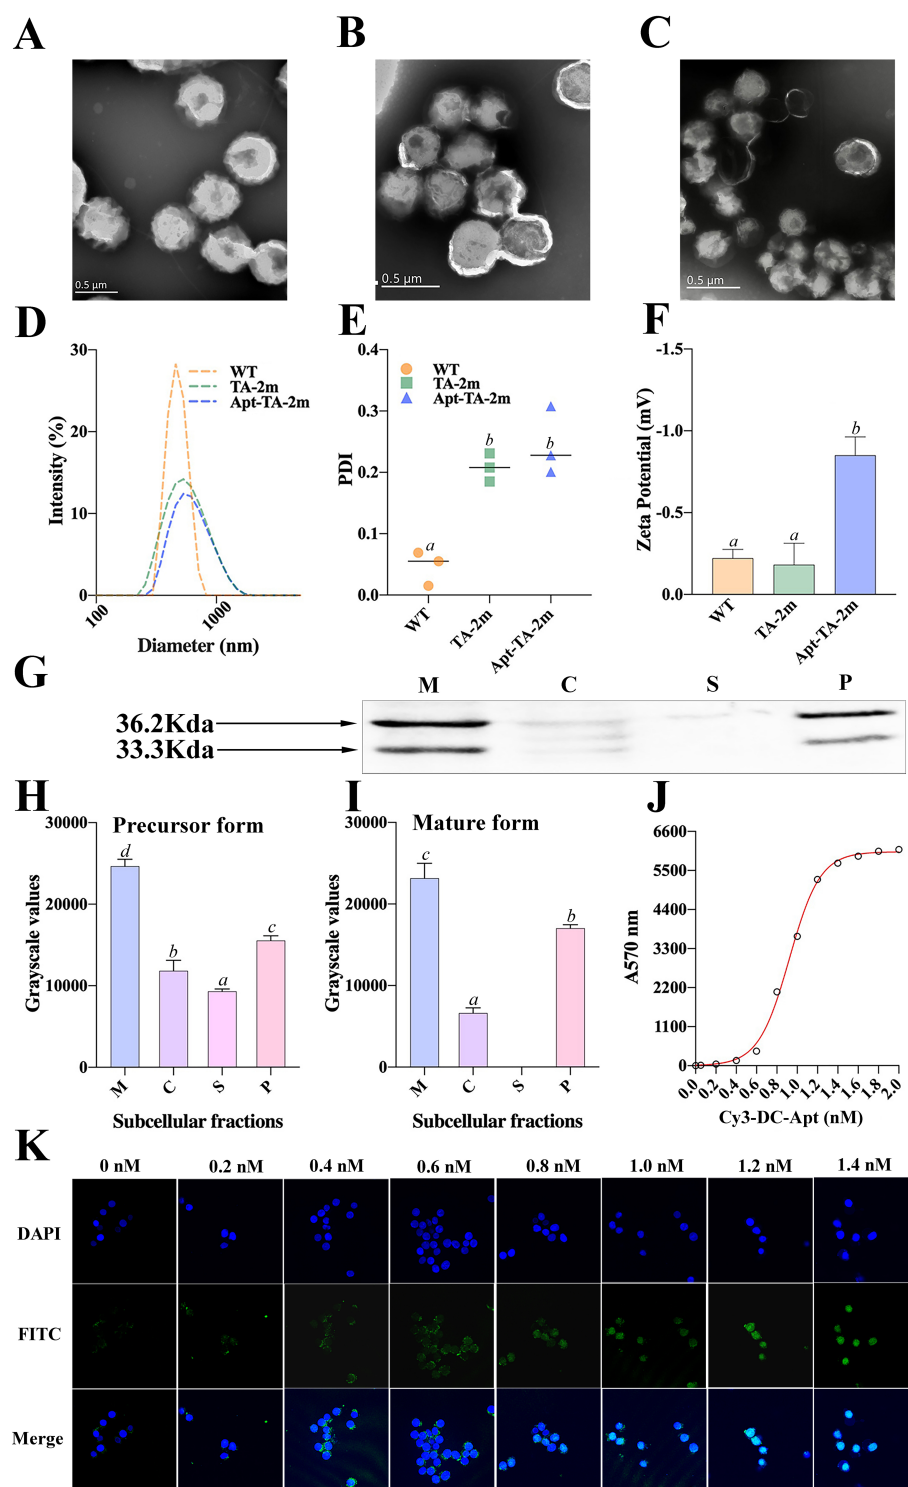 A
B
C
0.5 μm
0.5 μm
0.5 μm
D
30
20
10
0
Intensity (%)
WT
TA-2m
Apt-TA-2m
100
1000
Diameter (nm)
E
0.4
0.3
0.2
0.1
0.0
PDI
WT
TA-2m
Apt-TA-2m
a
b
b
WT
TA-2m
Apt-TA-2m
F
-1.5
-1.0
-0.5
0.0
Zeta Potential (mV)
a
a
b
WT
TA-2m
Apt-TA-2m
G
M C S P
36.2Kda
33.3Kda
H
Precursor form
30000
20000
10000
0
Grayscale values
d
b
a
c
M C S P
Subcellular fractions
I
Mature form
30000
20000
10000
0
Grayscale values
c
a
b
M C S P
Subcellular fractions
J
6600
5500
4400
3300
2200
1100
0
A570 nm
0.0 0.2 0.4 0.6 0.8 1.0 1.2 1.4 1.6 1.8 2.0
Cy3-DC-Apt (nM)
K
0 nM 0.2 nM 0.4 nM 0.6 nM 0.8 nM 1.0 nM 1.2 nM 1.4 nM
DAPI
FITC
Merge